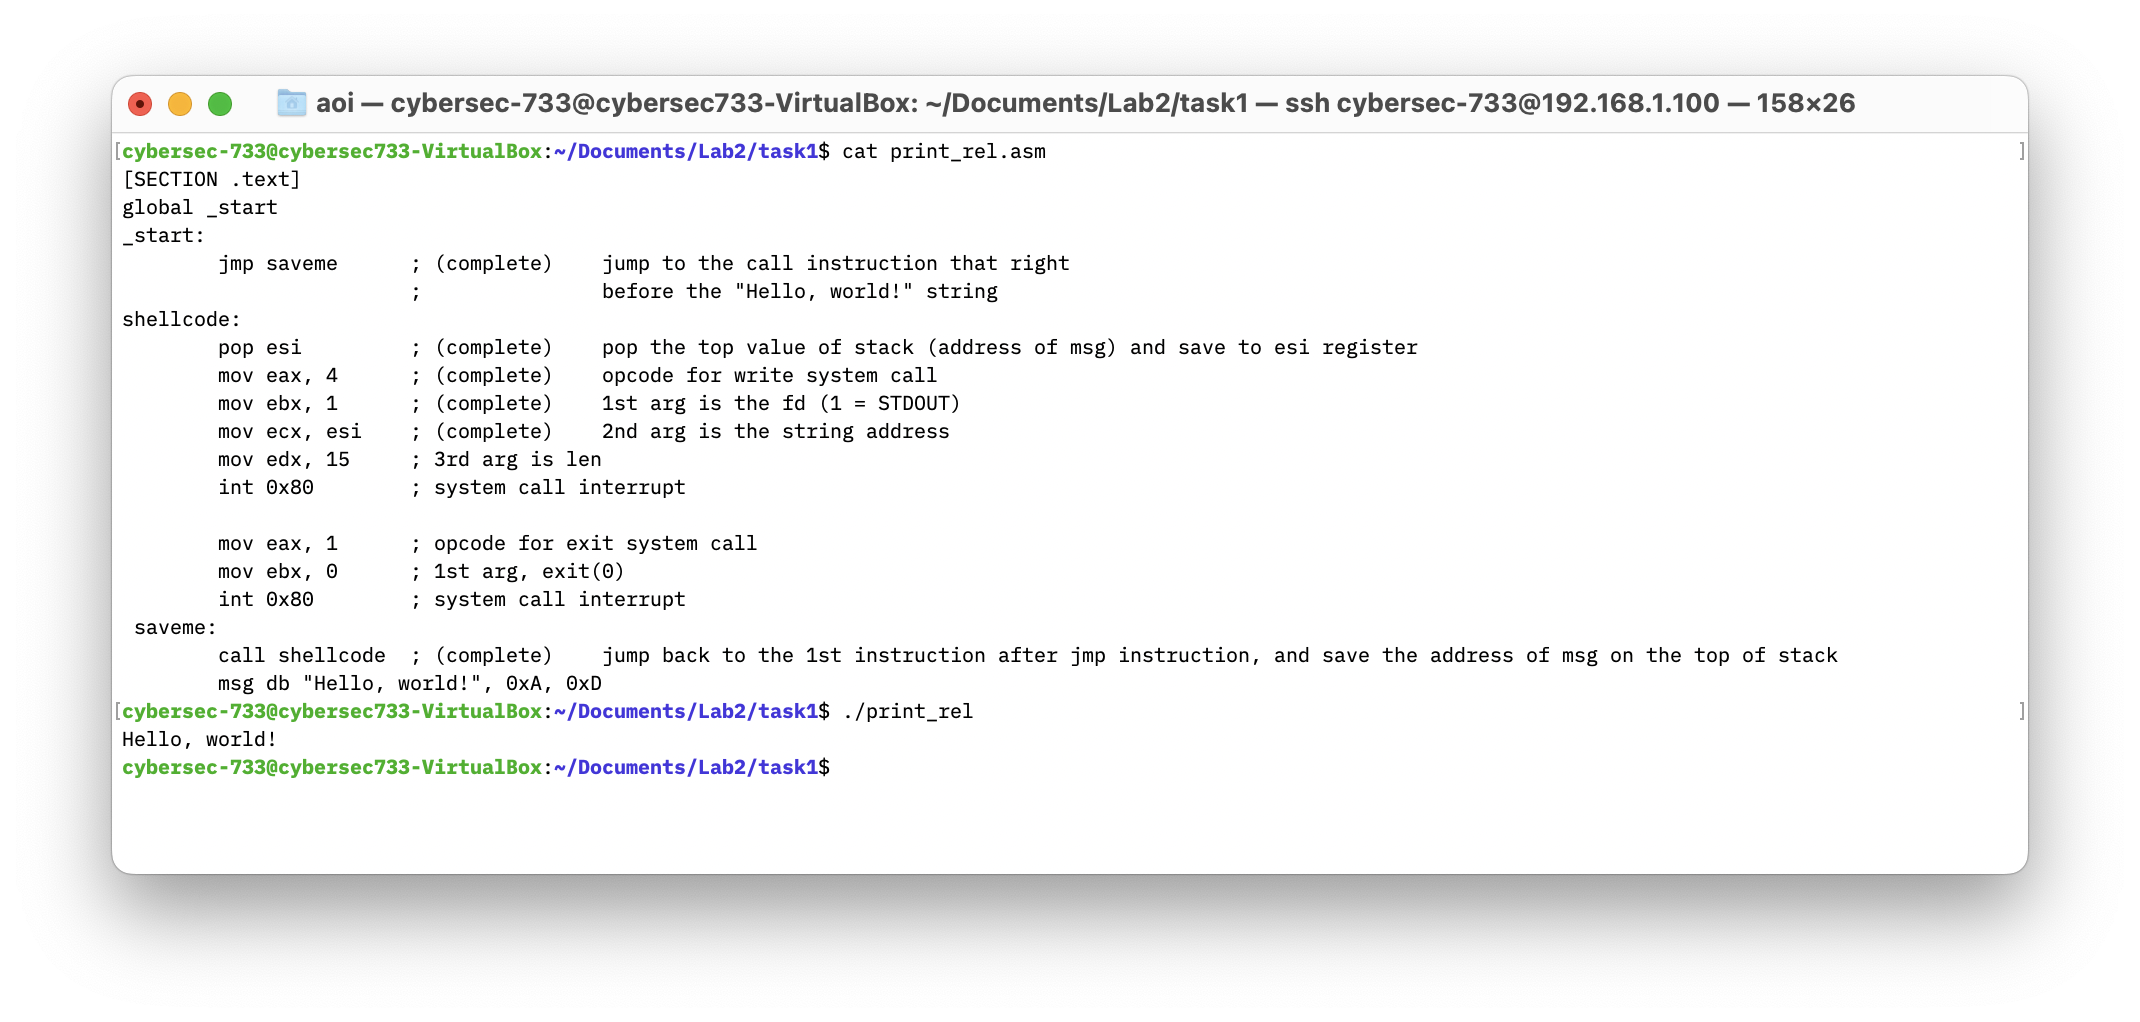 aoi — cybersec-733@cybersec733-VirtualBox: ~/Documents/Lab2/task1 — ssh cybersec-733@192.168.1.100 — 158×26
[cybersec-733@cybersec733-VirtualBox:~/Documents/Lab2/task1$ cat print_rel.asm ]
[SECTION .text]
global _start
_start:
        jmp saveme      ; (complete)    jump to the call instruction that right
                        ;               before the "Hello, world!" string
shellcode:
        pop esi         ; (complete)    pop the top value of stack (address of msg) and save to esi register
        mov eax, 4      ; (complete)    opcode for write system call
        mov ebx, 1      ; (complete)    1st arg is the fd (1 = STDOUT)
        mov ecx, esi    ; (complete)    2nd arg is the string address
        mov edx, 15     ; 3rd arg is len
        int 0x80        ; system call interrupt

        mov eax, 1      ; opcode for exit system call
        mov ebx, 0      ; 1st arg, exit(0)
        int 0x80        ; system call interrupt
 saveme:
        call shellcode  ; (complete)    jump back to the 1st instruction after jmp instruction, and save the address of msg on the top of stack
        msg db "Hello, world!", 0xA, 0xD
[cybersec-733@cybersec733-VirtualBox:~/Documents/Lab2/task1$ ./print_rel ]
Hello, world!
cybersec-733@cybersec733-VirtualBox:~/Documents/Lab2/task1$